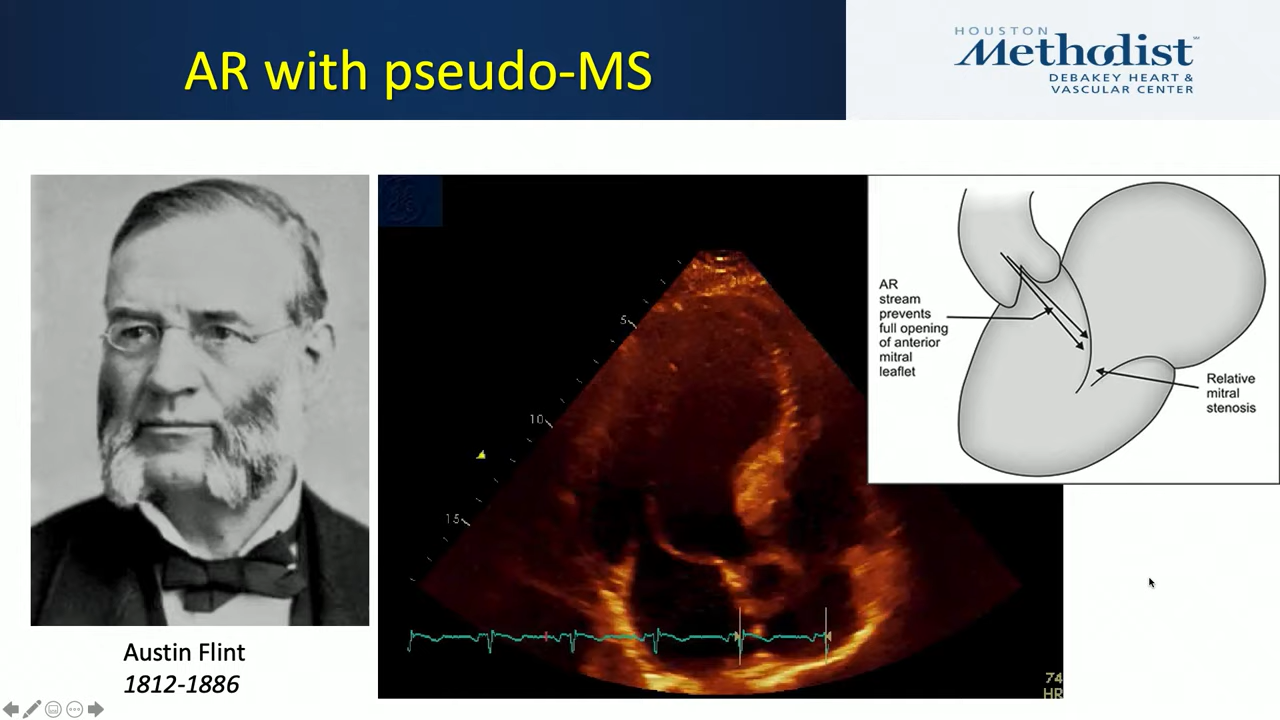 AR with pseudo-MS
HOUSTON
Methodist
DEBAKEY HEART &
VASCULAR CENTER
5
10
15
AR
stream
prevents
full opening
of anterior
mitral
leaflet
Relative
mitral
stenosis
74
HR
Austin Flint
1812-1886